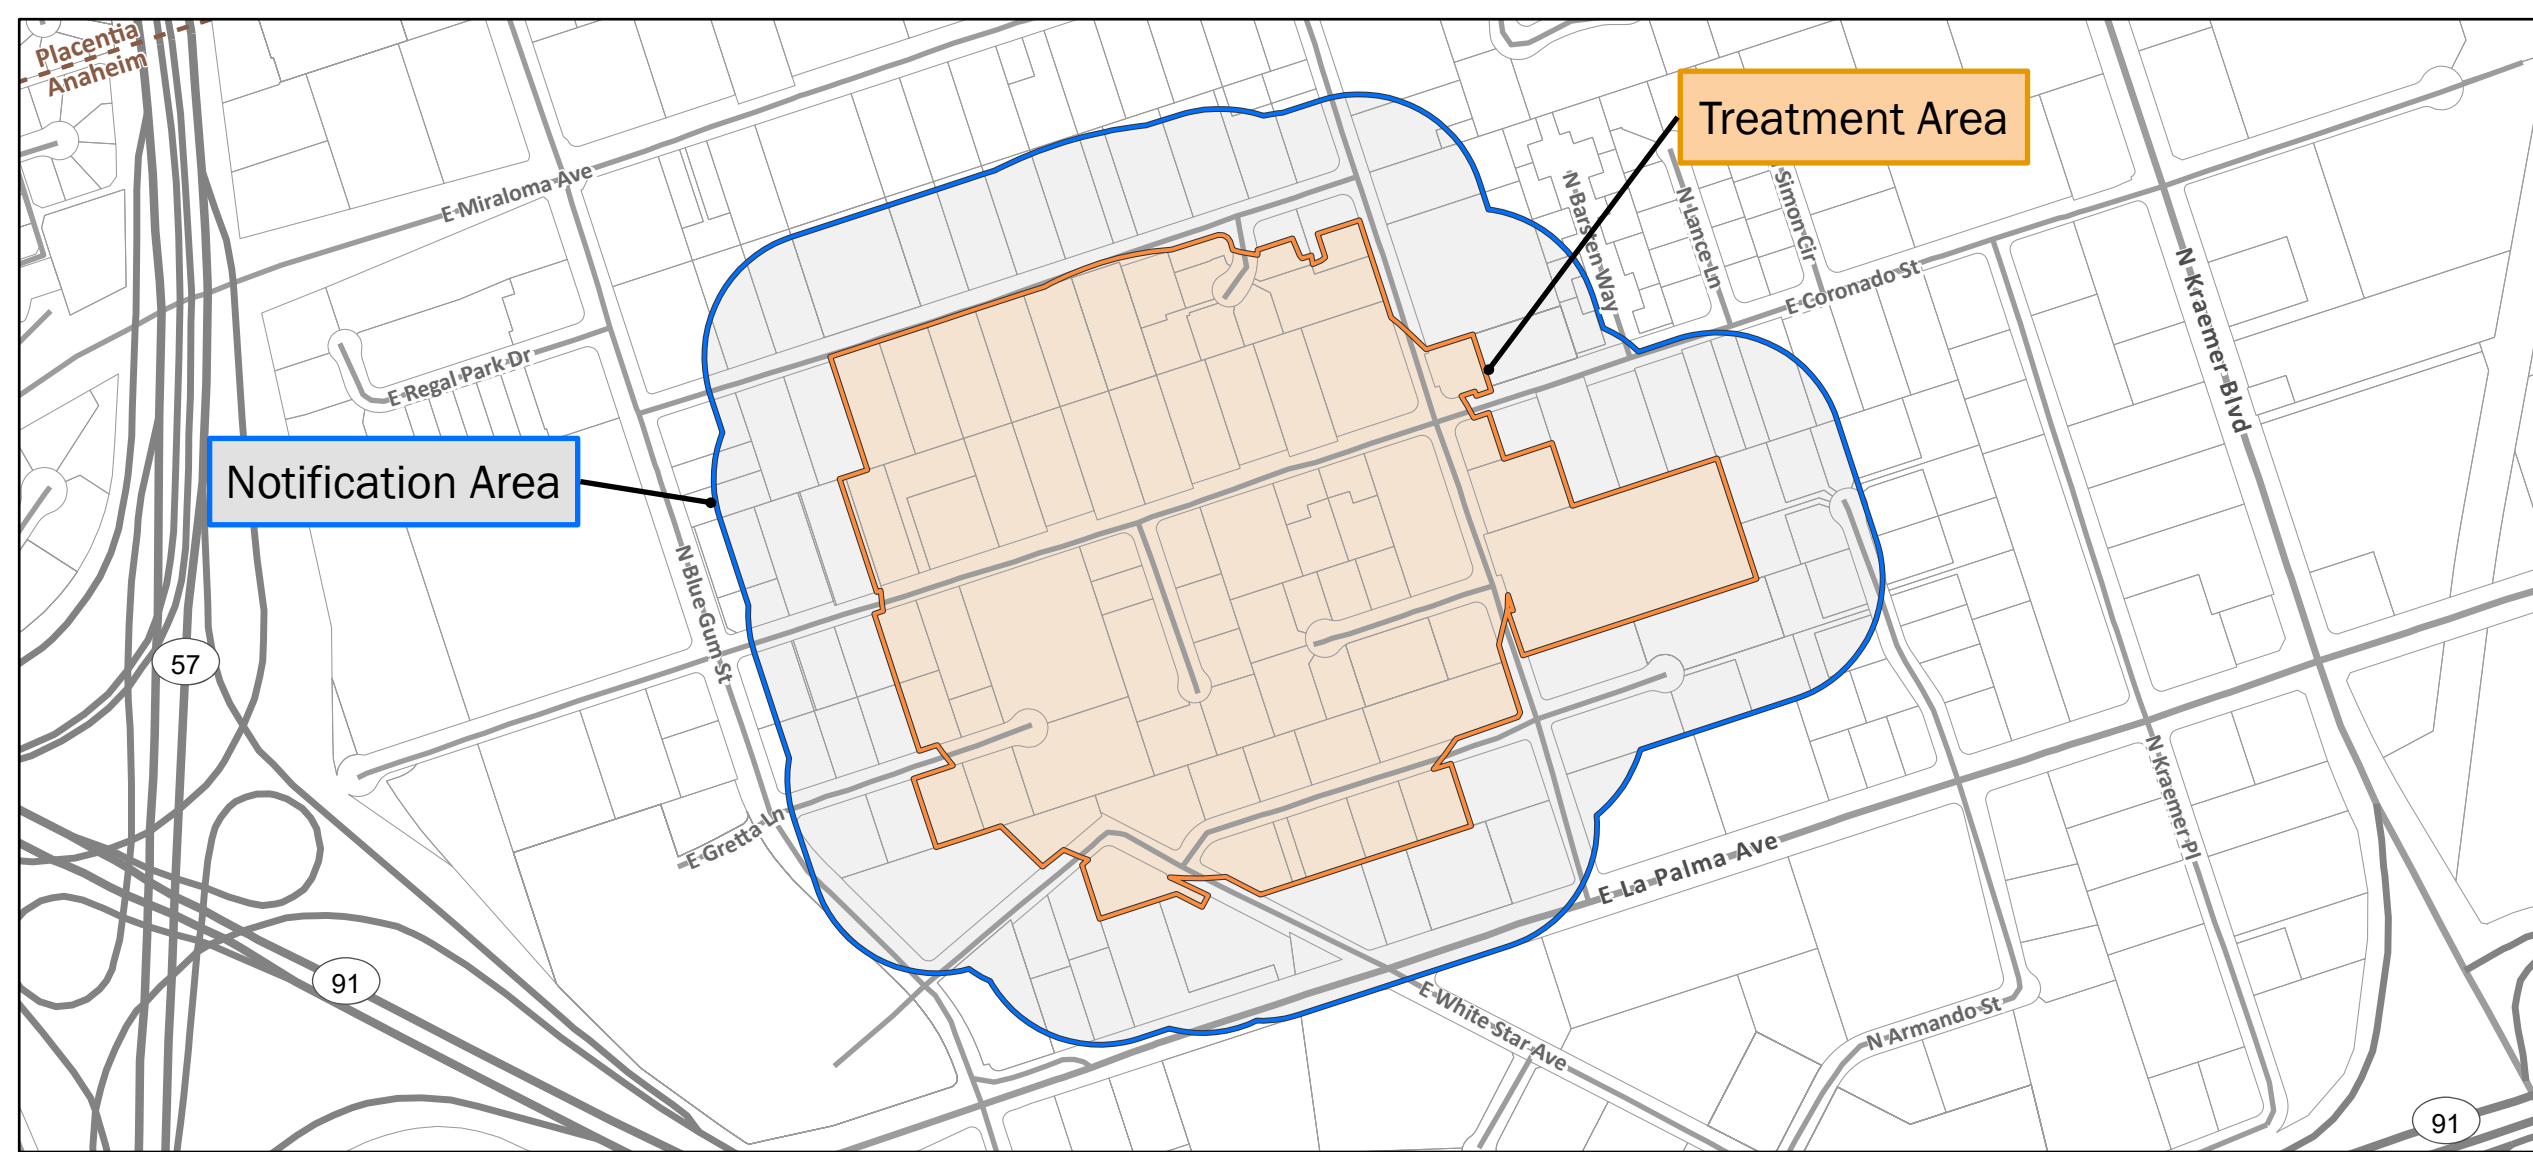 Placentia
Anaheim
Treatment Area
E Miraloma Ave
N Barsten Way
N Lance Ln
Simon Cir
E Coronado St
N Kraemer Blvd
E Regal Park Dr
Notification Area
N Blue Gum St
57
E Gretta Ln
E La Palma Ave
N Kraemer Pl
91
E White Star Ave
N Armando St
91